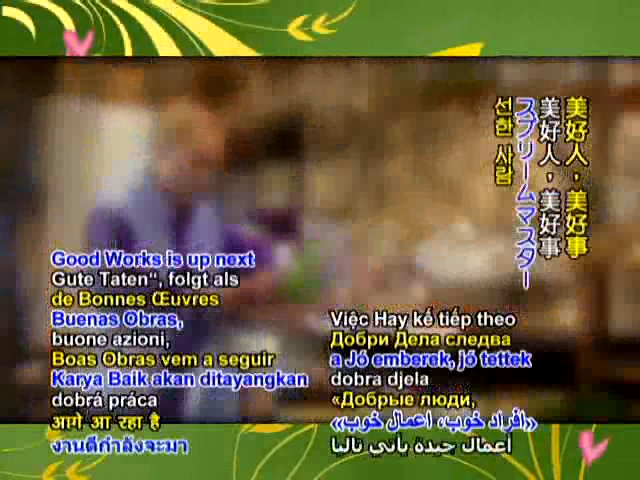 美好人，美好事
美好人，美好事
スプリームマスター
선한 사람
Good Works is up next
Gute Taten“, folgt als
de Bonnes Œuvres
Buenas Obras,
buone azioni,
Boas Obras vem a seguir
Karya Baik akan ditayangkan
dobrá práca
आगे आ रहा है
งานดีกำลังจะมา
Việc Hay kế tiếp theo
Добри Дела следва
a Jó emberek, jó tettek
dobra djela
«Добрые люди,
«افراد خوب، اعمال خوب»
أعمال جيدة يأتي تاليا